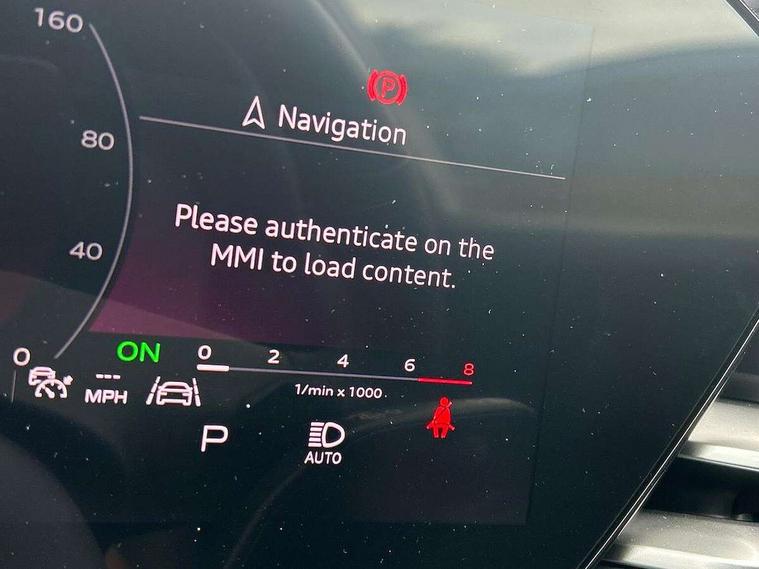 160
P
Navigation
80
Please authenticate on the
MMI to load content.
40
0
ON
0 2 4 6 8
--- MPH
1/min x 1000
P
AUTO